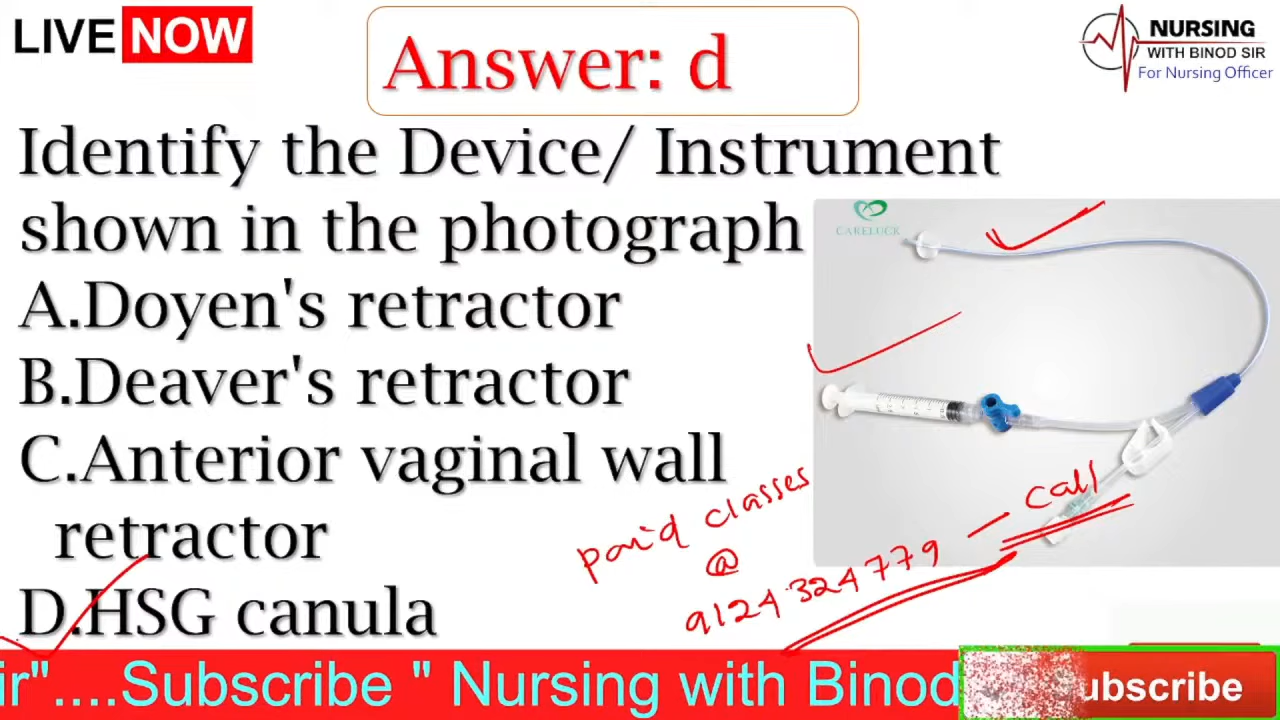 LIVE NOW
Answer: d
NURSING
WITH BINOD SIR
For Nursing Officer
Identify the Device/ Instrument
shown in the photograph
A.Doyen's retractor
B.Deaver's retractor
C.Anterior vaginal wall
retractor
D.HSG canula
CARELUCK
paid classes
@
9124324779 - call
ir"....Subscribe " Nursing with Binod
ubscribe